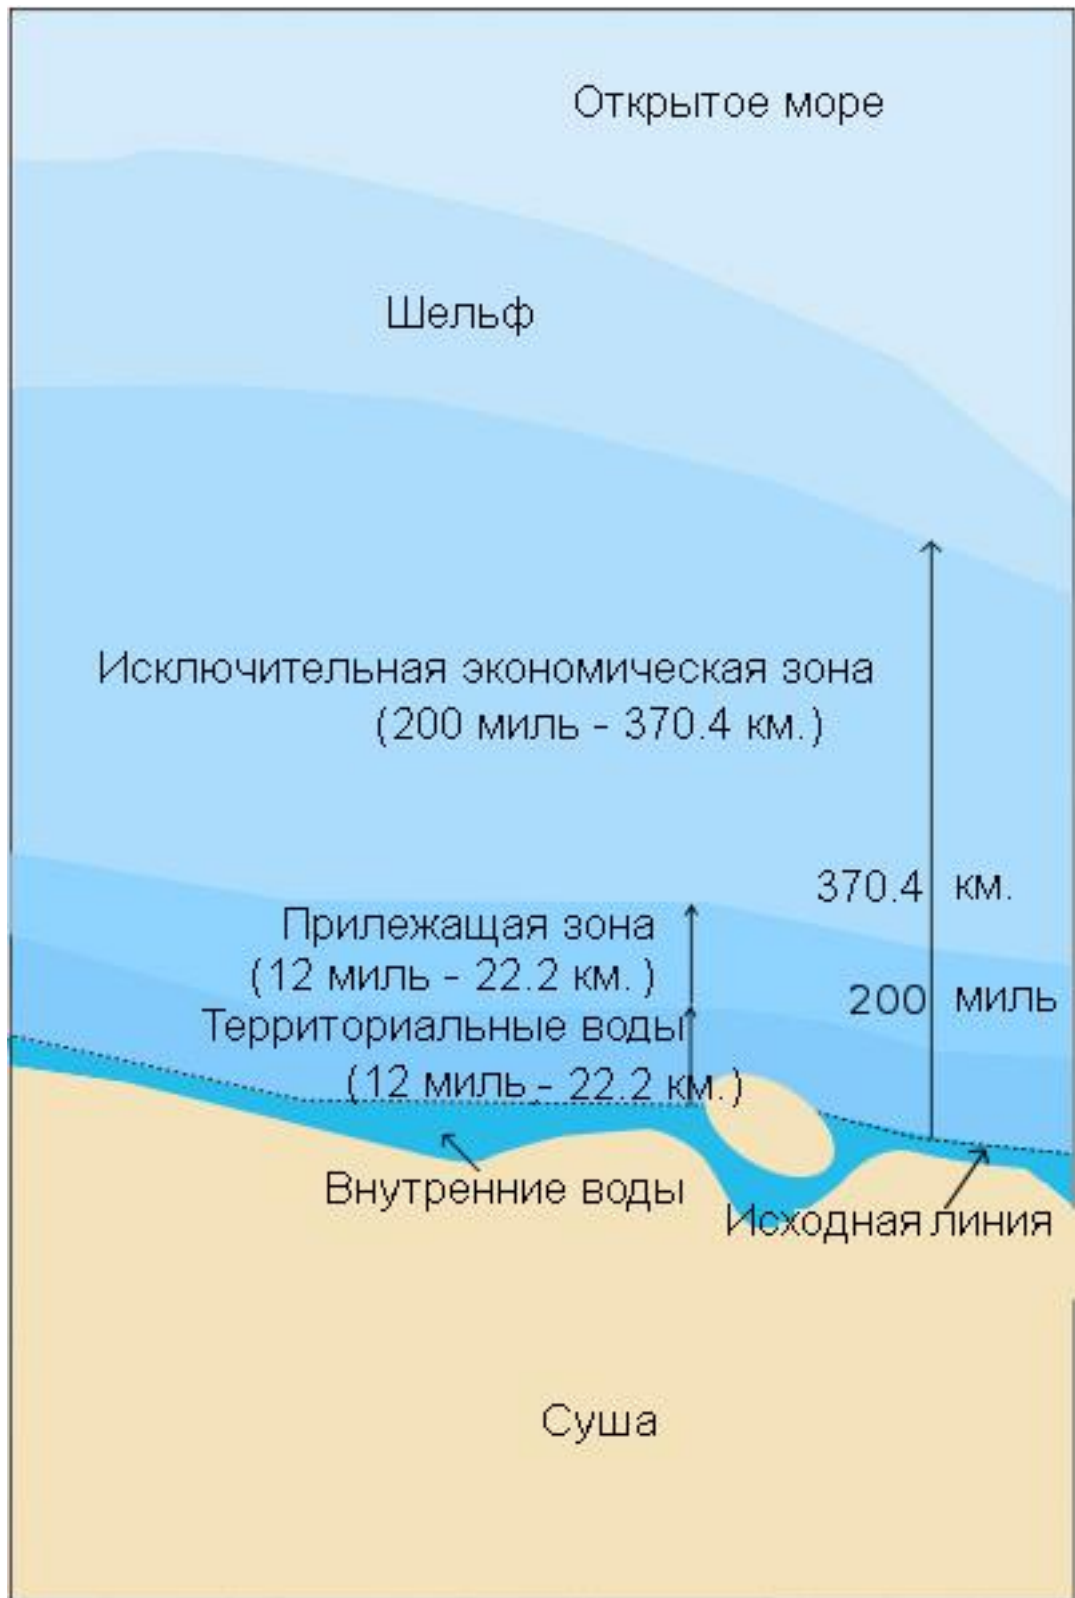 Открытое море
Шельф
Исключительная экономическая зона
(200 миль - 370.4 км.)
370.4 км.
Прилежащая зона
(12 миль - 22.2 км.)
200 миль
Территориальные воды
(12 миль - 22.2 км.)
Внутренние воды
Исходная линия
Суша